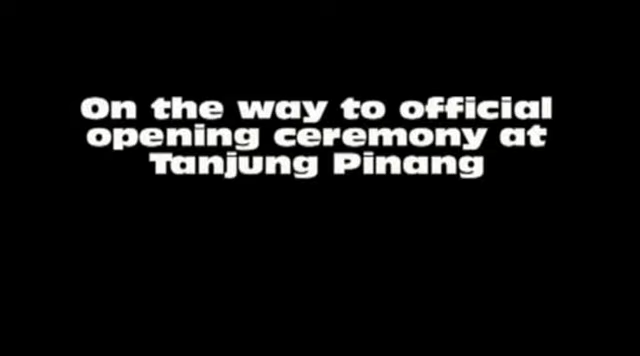 On the way to official
opening ceremony at
Tanjung Pinang